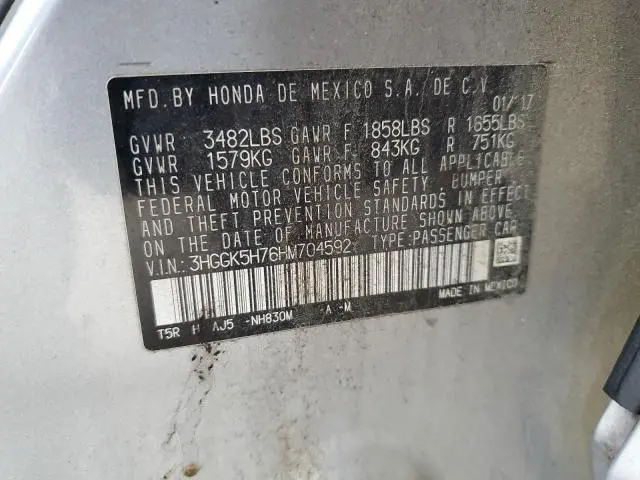 MFD. BY HONDA DE MEXICO S.A. DE C.V.
01/17
GVWR 3482LBS GAWR F 1858LBS R 1655LBS
GVWR 1579KG GAWR F 843KG R 751KG
THIS VEHICLE CONFORMS TO ALL APPLICABLE
FEDERAL MOTOR VEHICLE SAFETY, BUMPER,
AND THEFT PREVENTION STANDARDS IN EFFECT
ON THE DATE OF MANUFACTURE SHOWN ABOVE.
V.I.N.: 3HGGK5H76HM704592 TYPE:PASSENGER CAR
T5R H AJ5 -NH830M A -M MADE IN MEXICO